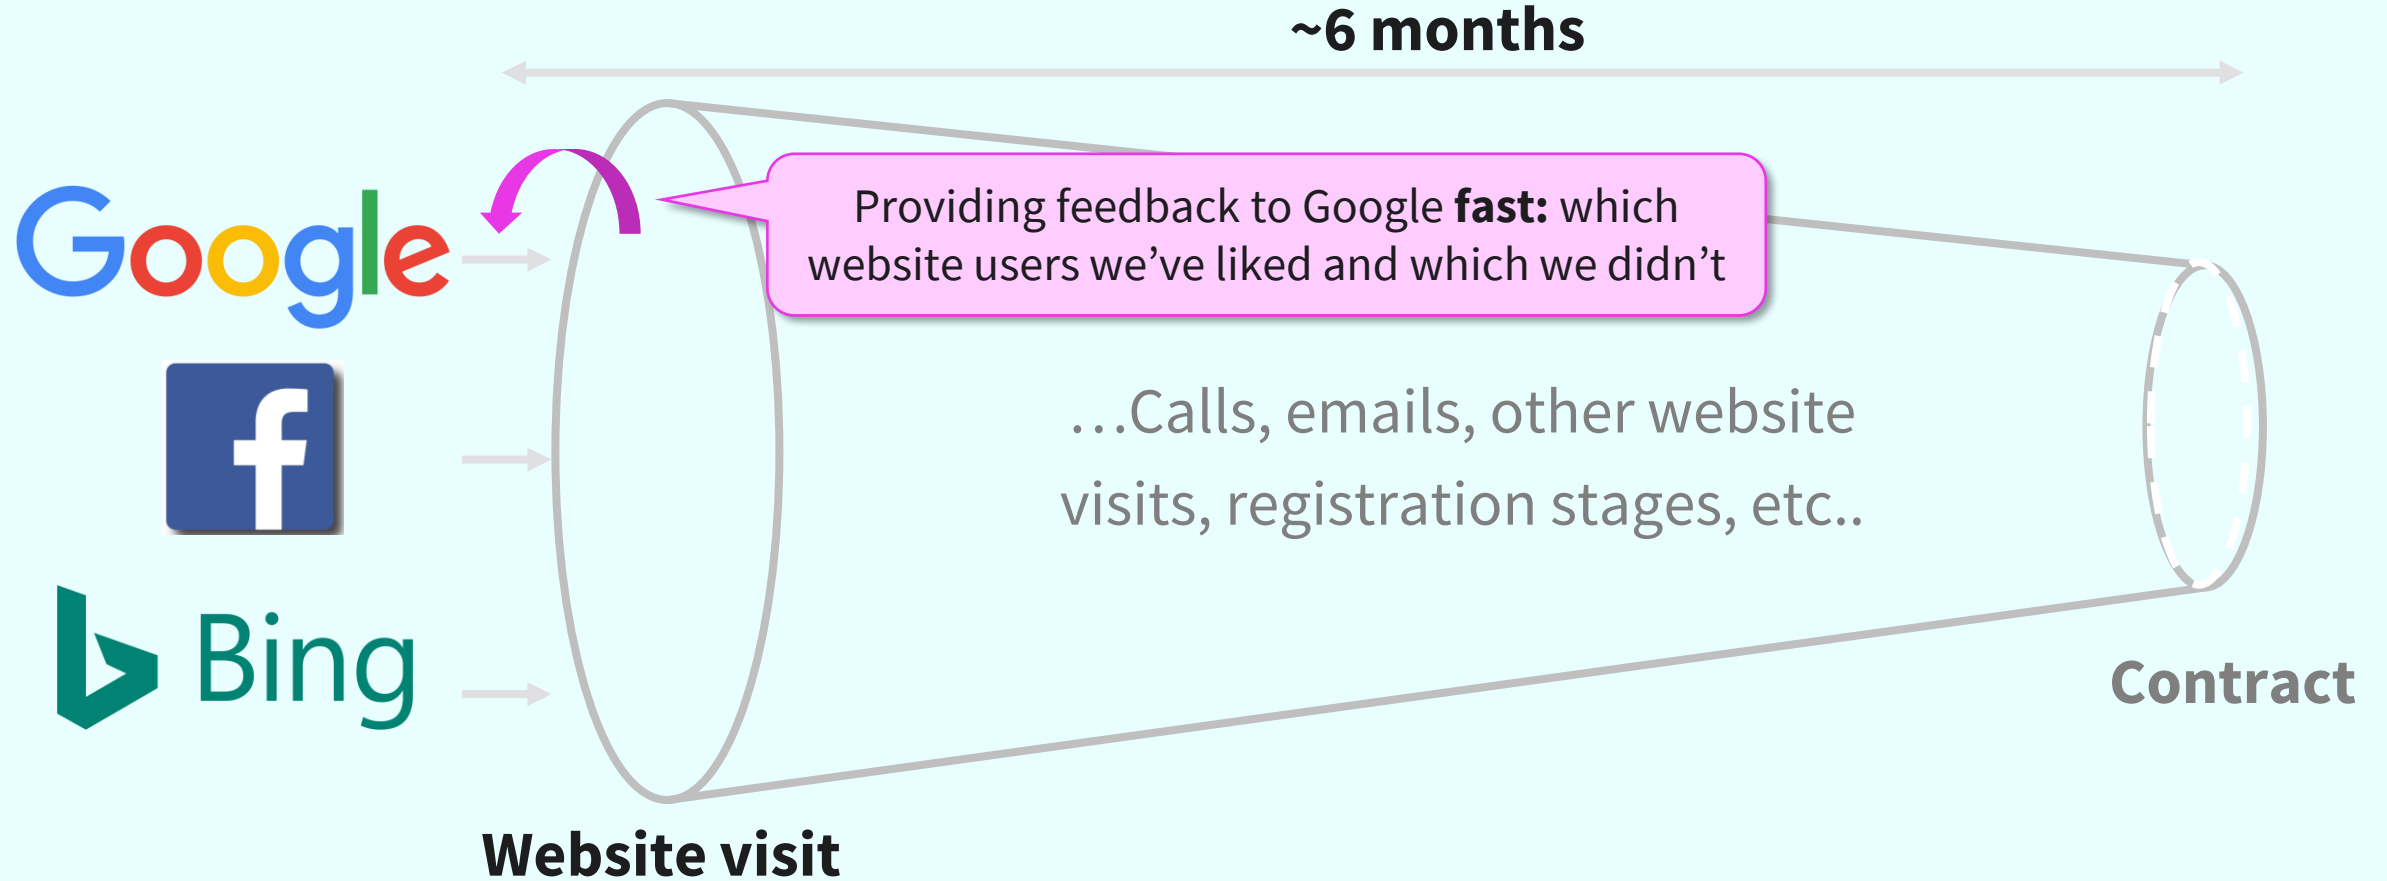 ~6 months
Google
Providing feedback to Google fast: which
website users we’ve liked and which we didn’t
f
…Calls, emails, other website
visits, registration stages, etc..
Bing
Contract
Website visit